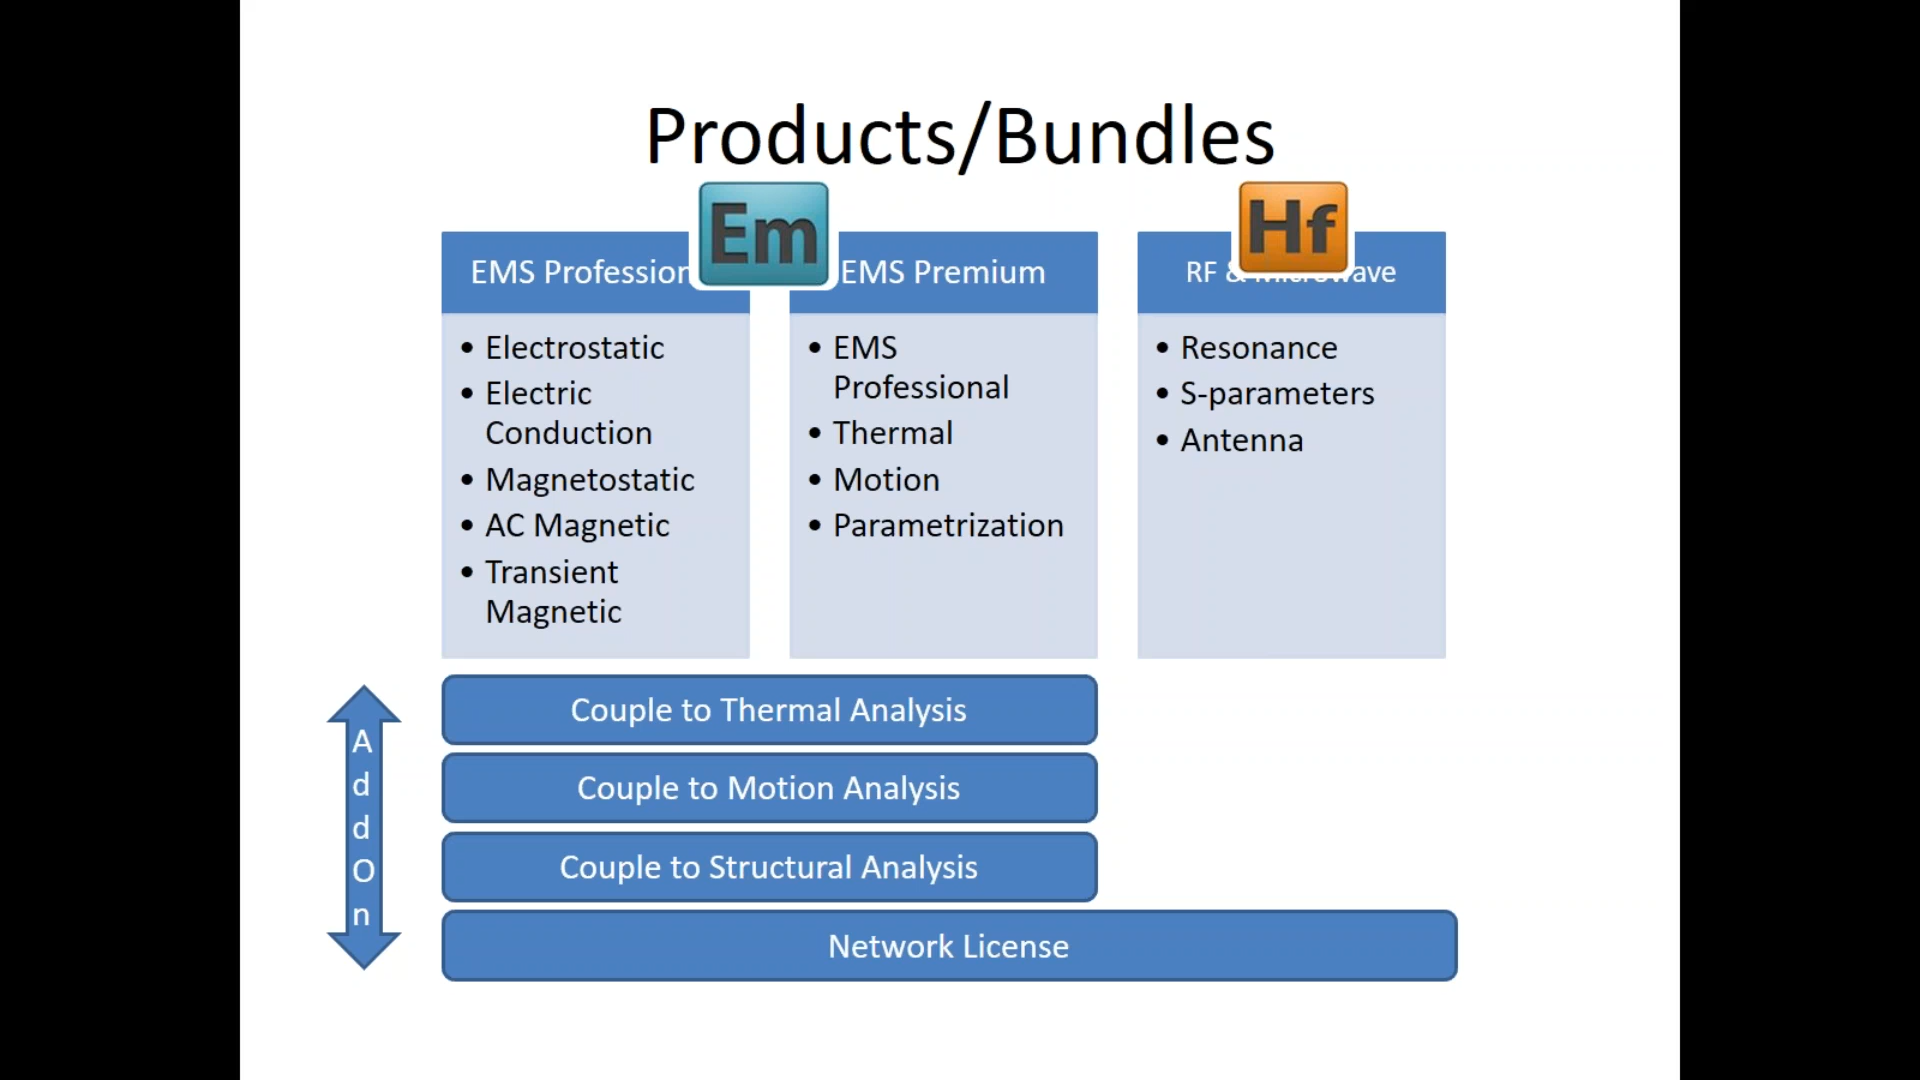 Products/Bundles
Em
Hf
EMS Profession
EMS Premium
RF & Microwave
• Electrostatic
• Electric
Conduction
• Magnetostatic
• AC Magnetic
• Transient
Magnetic
• EMS
Professional
• Thermal
• Motion
• Parametrization
• Resonance
• S-parameters
• Antenna
AddOn
Couple to Thermal Analysis
Couple to Motion Analysis
Couple to Structural Analysis
Network License